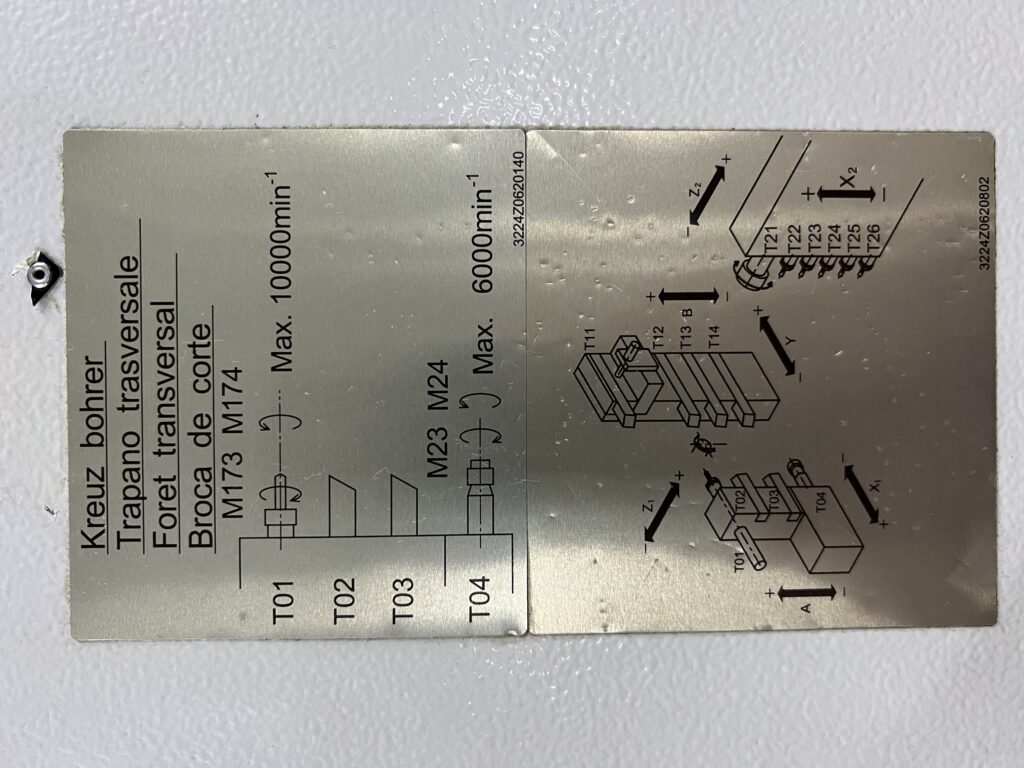 Kreuz bohrer
Trapano trasversale
Foret transversal
Broca de corte
M173 M174
T01
Max. 10000min-1
T02
T03
M23 M24
T04
Max. 6000min-1
3224Z0620140
A
+
−
T01
T02
T03
T04
Z1
−
+
X1
+
−
T11
T12
T13
T14
B
+
−
Y
−
+
Z2
−
+
T21
T22
T23
T24
T25
T26
X2
+
−
3224Z0620802